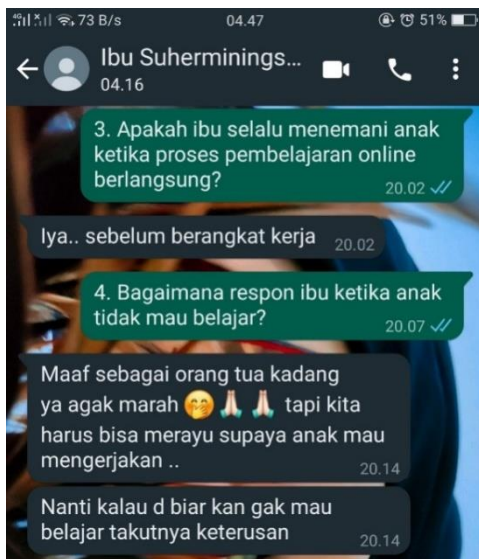 73 B/s 04.47 51%
Ibu Suherminings...
04.16
3. Apakah ibu selalu menemani anak
ketika proses pembelajaran online
berlangsung?
20.02
Iya.. sebelum berangkat kerja 20.02
4. Bagaimana respon ibu ketika anak
tidak mau belajar?
20.07
Maaf sebagai orang tua kadang
ya agak marah 🤭🙏🏻🙏🏻 tapi kita
harus bisa merayu supaya anak mau
mengerjakan ..
20.14
Nanti kalau d biar kan gak mau
belajar takutnya keterusan
20.14